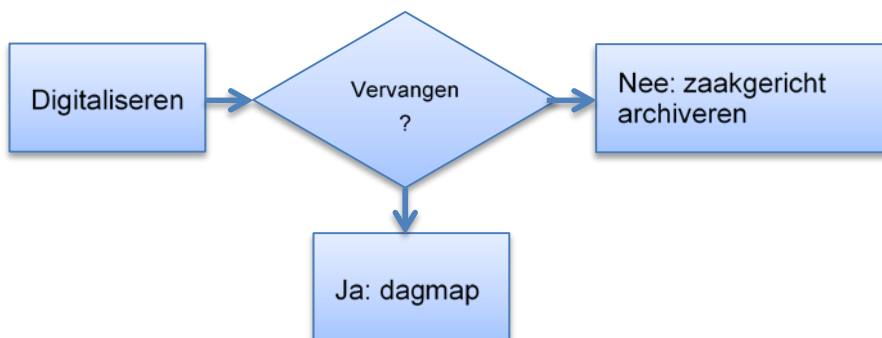 Digitaliseren
Vervangen
?
Nee: zaakgericht
archiveren
Ja: dagmap